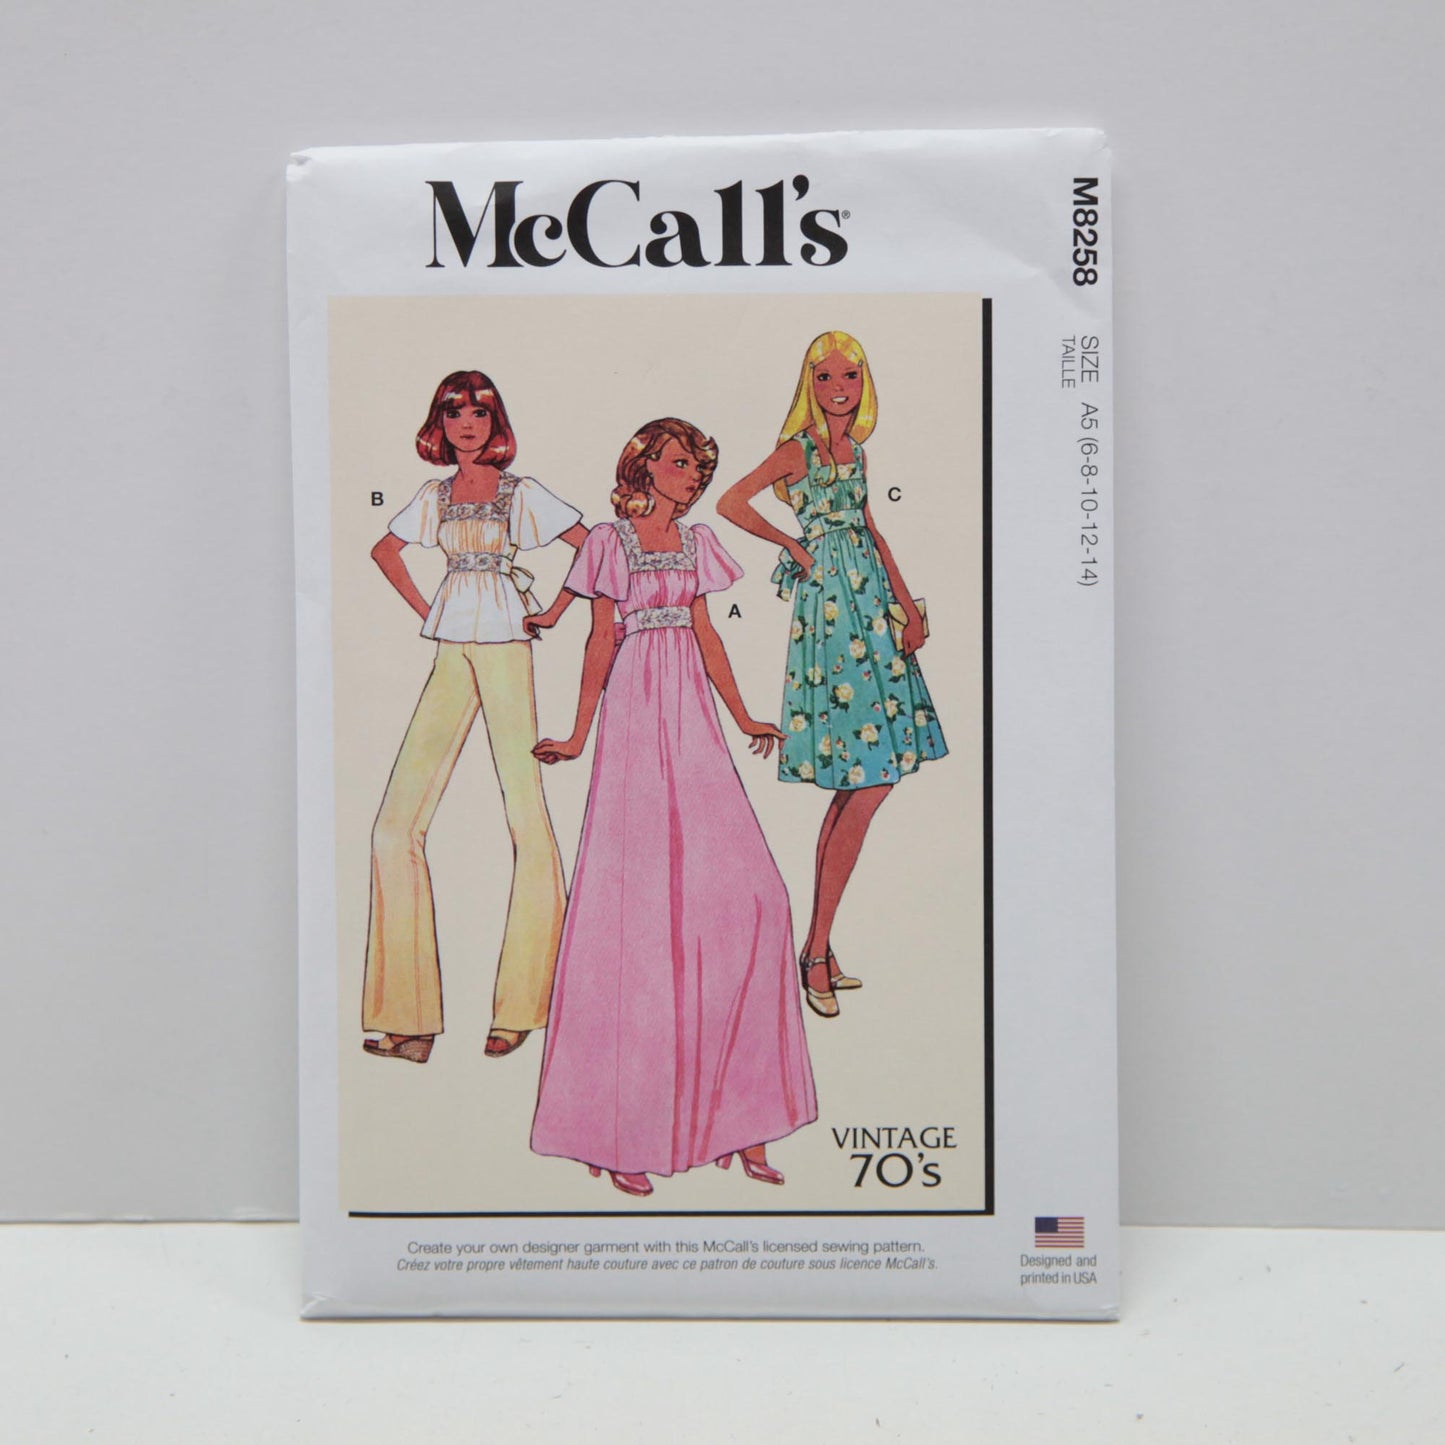 McCall's®
M8258
SIZE A5 (6-8-10-12-14)
TAILLE
B
A
C
VINTAGE
70's
Create your own designer garment with this McCall's licensed sewing pattern.
Créez votre propre vêtement haute couture avec ce patron de couture sous licence McCall's.
Designed and
printed in USA